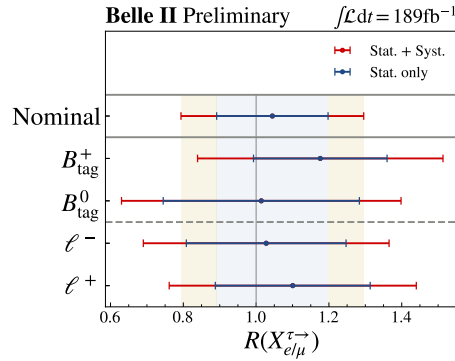 Belle II Preliminary ∫ℒdt = 189fb⁻¹
Stat. + Syst.
Stat. only
Nominal
B⁺tag
B⁰tag
ℓ⁻
ℓ⁺
0.6 0.8 1.0 1.2 1.4
R(X^{τ→}_{e/μ})